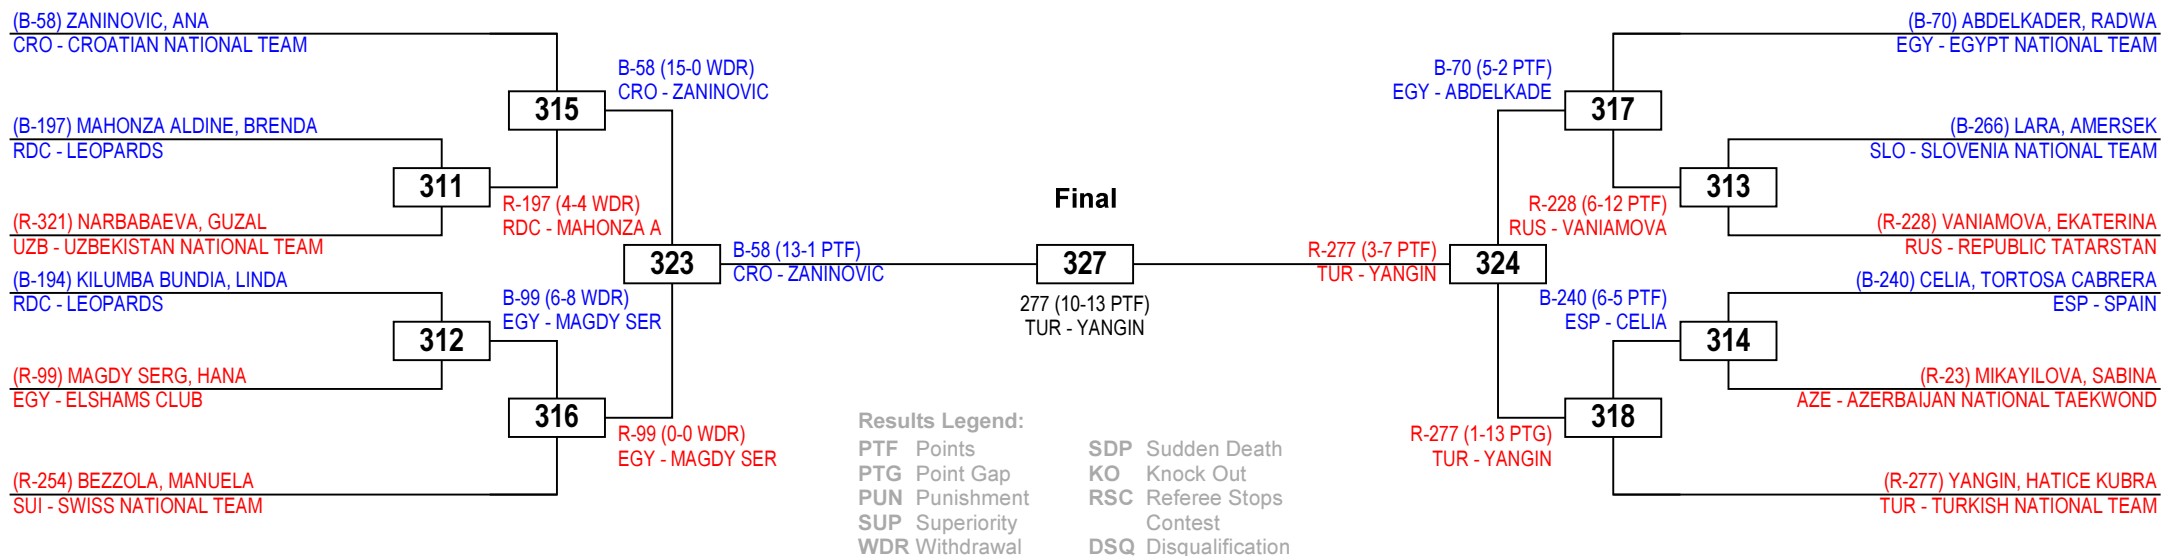 (B-58) ZANINOVIC, ANA
CRO - CROATIAN NATIONAL TEAM
(B-197) MAHONZA ALDINE, BRENDA
RDC - LEOPARDS
(R-321) NARBABAEVA, GUZAL
UZB - UZBEKISTAN NATIONAL TEAM
(B-194) KILUMBA BUNDIA, LINDA
RDC - LEOPARDS
(R-99) MAGDY SERG, HANA
EGY - ELSHAMS CLUB
(R-254) BEZZOLA, MANUELA
SUI - SWISS NATIONAL TEAM
311
312
315
316
B-58 (15-0 WDR)
CRO - ZANINOVIC
R-197 (4-4 WDR)
RDC - MAHONZA A
B-99 (6-8 WDR)
EGY - MAGDY SER
R-99 (0-0 WDR)
EGY - MAGDY SER
323
B-58 (13-1 PTF)
CRO - ZANINOVIC
Final
327
277 (10-13 PTF)
TUR - YANGIN
R-277 (3-7 PTF)
TUR - YANGIN
324
B-70 (5-2 PTF)
EGY - ABDELKADE
R-228 (6-12 PTF)
RUS - VANIAMOVA
B-240 (6-5 PTF)
ESP - CELIA
R-277 (1-13 PTG)
TUR - YANGIN
317
313
314
318
(B-70) ABDELKADER, RADWA
EGY - EGYPT NATIONAL TEAM
(B-266) LARA, AMERSEK
SLO - SLOVENIA NATIONAL TEAM
(R-228) VANIAMOVA, EKATERINA
RUS - REPUBLIC TATARSTAN
(B-240) CELIA, TORTOSA CABRERA
ESP - SPAIN
(R-23) MIKAYILOVA, SABINA
AZE - AZERBAIJAN NATIONAL TAEKWOND
(R-277) YANGIN, HATICE KUBRA
TUR - TURKISH NATIONAL TEAM
Results Legend:
PTF Points
PTG Point Gap
PUN Punishment
SUP Superiority
WDR Withdrawal
SDP Sudden Death
KO Knock Out
RSC Referee Stops
Contest
DSQ Disqualification